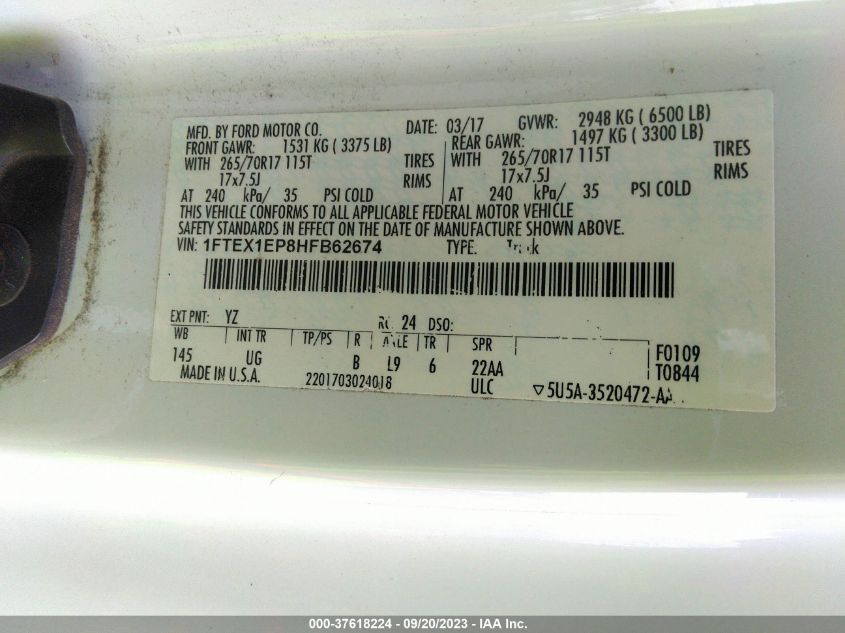 MFD. BY FORD MOTOR CO. DATE: 03/17 GVWR: 2948 KG ( 6500 LB)
FRONT GAWR: 1531 KG ( 3375 LB) REAR GAWR: 1497 KG ( 3300 LB)
WITH 265/70R17 115T TIRES WITH 265/70R17 115T TIRES
17x7.5J RIMS 17x7.5J RIMS
AT 240 kPa/ 35 PSI COLD AT 240 kPa/ 35 PSI COLD
THIS VEHICLE CONFORMS TO ALL APPLICABLE FEDERAL MOTOR VEHICLE
SAFETY STANDARDS IN EFFECT ON THE DATE OF MANUFACTURE SHOWN ABOVE.
VIN: 1FTEX1EP8HFB62674 TYPE:
EXT PNT: YZ 24 DSO:
WB INT TR TP/PS R AXLE TR SPR
145 UG B L9 6 22AA F0109
T0844
MADE IN U.S.A. 2201703024018 ULC ▽5U5A-3520472-AA
000-37618224 - 09/20/2023 - IAA Inc.